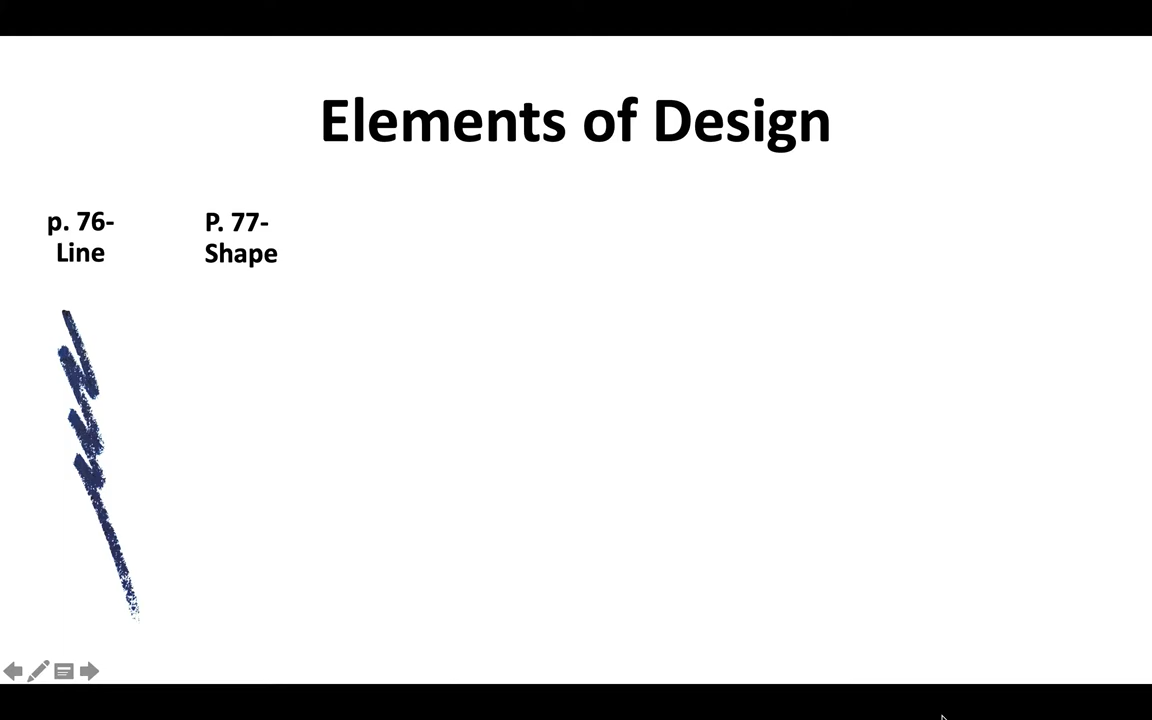 Elements of Design
p. 76-
Line
P. 77-
Shape